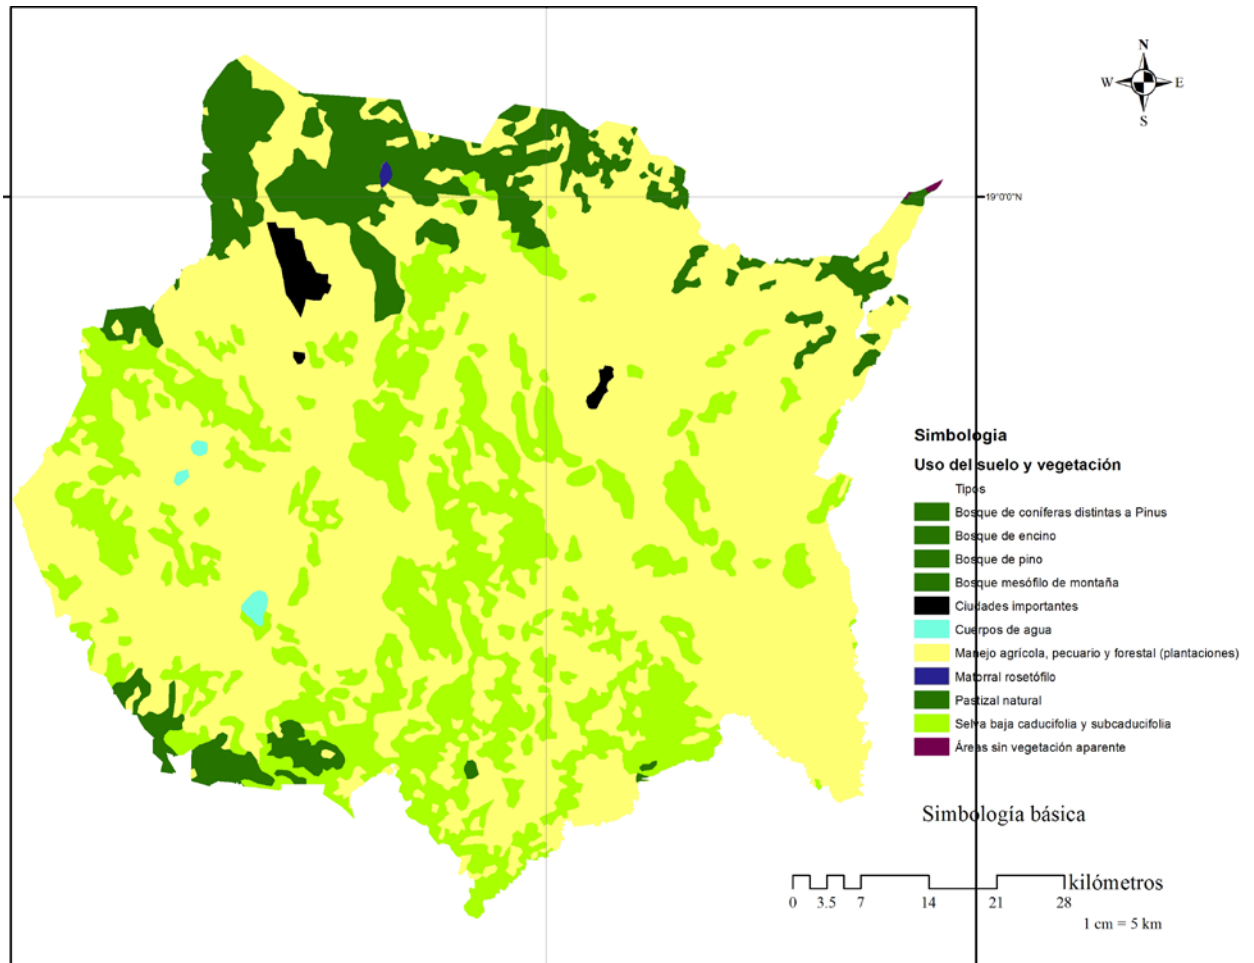 N
W E
S
19°0'0"N
Simbología
Uso del suelo y vegetación
Tipos
Bosque de coníferas distintas a Pinus
Bosque de encino
Bosque de pino
Bosque mesófilo de montaña
Ciudades importantes
Cuerpos de agua
Manejo agrícola, pecuario y forestal (plantaciones)
Matorral rosetófilo
Pastizal natural
Selva baja caducifolia y subcaducifolia
Áreas sin vegetación aparente
Simbología básica
kilómetros
0 3.5 7 14 21 28
1 cm = 5 km